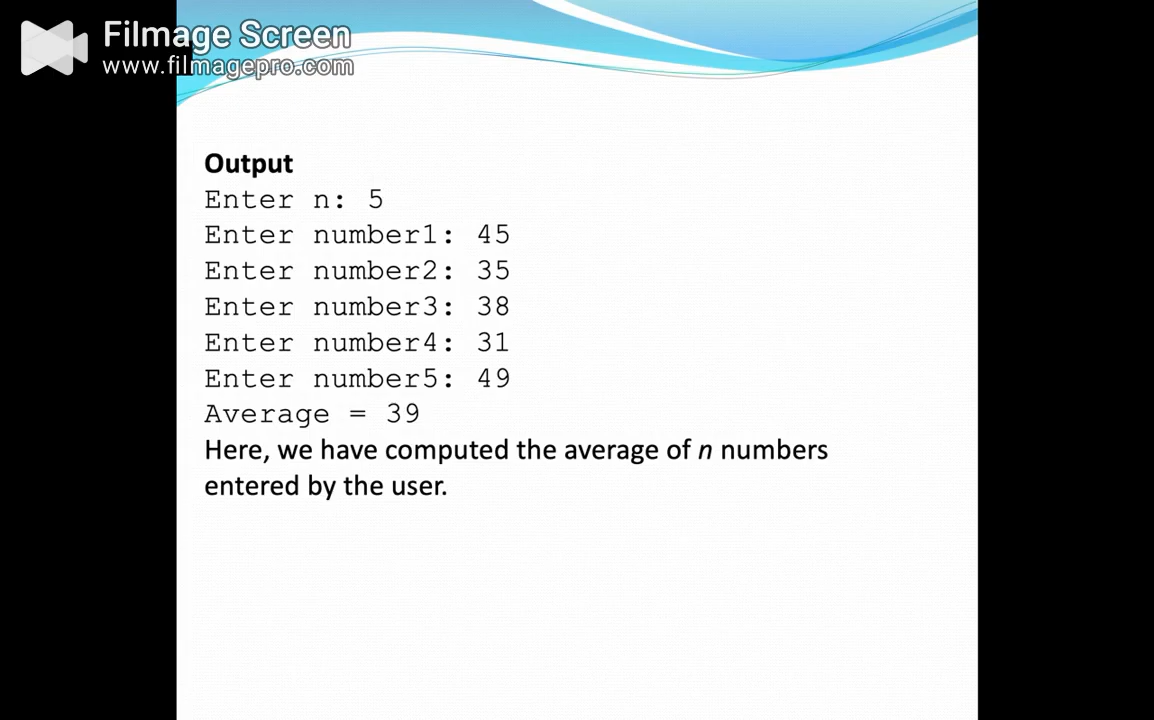 Filmage Screen
www.filmagepro.com
Output
Enter n: 5
Enter number1: 45
Enter number2: 35
Enter number3: 38
Enter number4: 31
Enter number5: 49
Average = 39
Here, we have computed the average of n numbers
entered by the user.